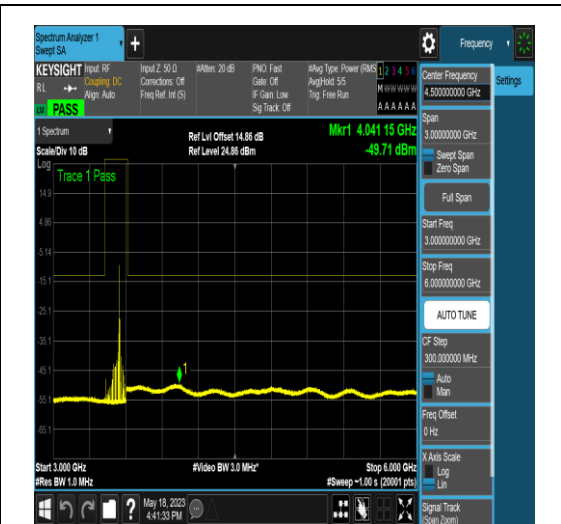 Spectrum Analyzer 1
Swept SA
+
Frequency
KEYSIGHT
RL
PASS
Input: RF
Coupling: DC
Align: Auto
Input Z: 50 Ω
Corrections: Off
Freq Ref: Int (S)
#Atten: 20 dB
PNO: Fast
Gate: Off
IF Gain: Low
Sig Track: Off
#Avg Type: Power (RMS
Avg|Hold: 5/5
Trig: Free Run
1 2 3 4 5 6
M W W W W W
A A A A A A
Center Frequency
4.500000000 GHz
Settings
Span
3.00000000 GHz
Swept Span
Zero Span
Full Span
Start Freq
3.000000000 GHz
Stop Freq
6.000000000 GHz
AUTO TUNE
CF Step
300.000000 MHz
Auto
Man
Freq Offset
0 Hz
X Axis Scale
Log
Lin
Signal Track
(Span Zoom)
1 Spectrum
Scale/Div 10 dB
Ref Lvl Offset 14.86 dB
Ref Level 24.86 dBm
Mkr1 4.041 15 GHz
-49.71 dBm
Log
Trace 1 Pass
14.9
4.86
-5.14
-15.1
-25.1
-35.1
-45.1
-55.1
-65.1
1
Start 3.000 GHz
#Res BW 1.0 MHz
#Video BW 3.0 MHz*
Stop 6.000 GHz
#Sweep ~1.00 s (20001 pts)
?
May 18, 2023
4:41:33 PM